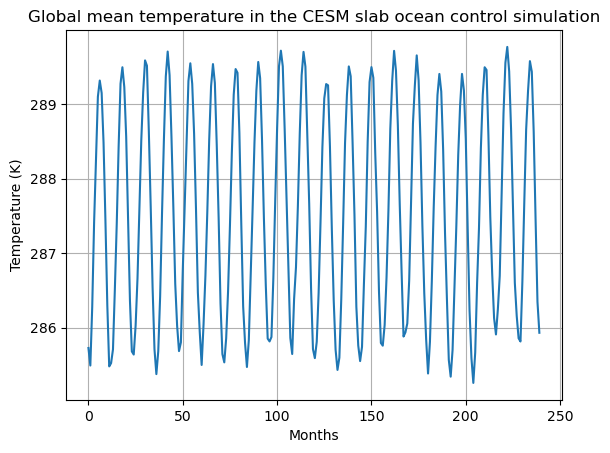 Global mean temperature in the CESM slab ocean control simulation
Temperature (K)
289
288
287
286
0 50 100 150 200 250
Months